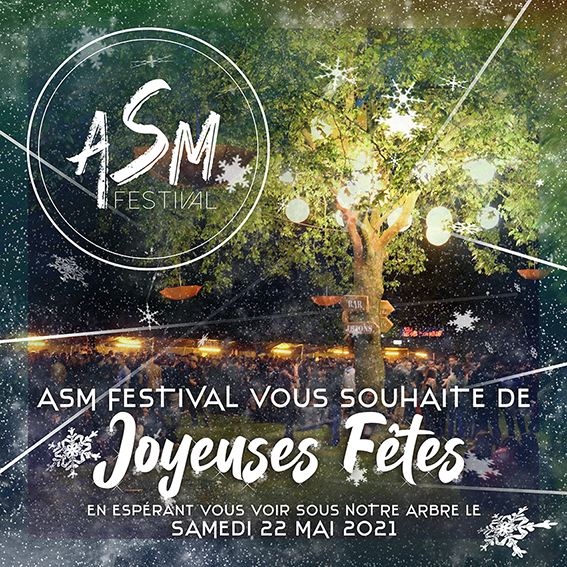 ASM
FESTIVAL
BAR
ASM FESTIVAL VOUS SOUHAITE DE
Joyeuses Fêtes
EN ESPÉRANT VOUS VOIR SOUS NOTRE ARBRE LE
SAMEDI 22 MAI 2021